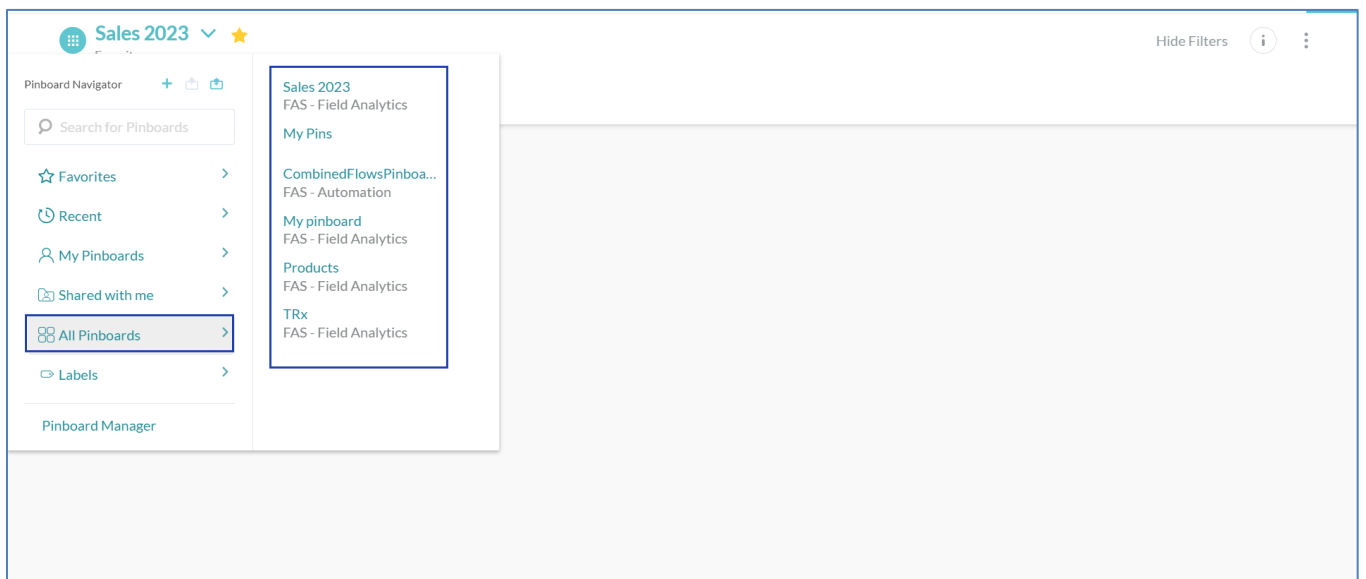 Sales 2023
Hide Filters
Pinboard Navigator
Search for Pinboards
Favorites
Recent
My Pinboards
Shared with me
All Pinboards
Labels
Pinboard Manager
Sales 2023
FAS - Field Analytics
My Pins
CombinedFlowsPinboa...
FAS - Automation
My pinboard
FAS - Field Analytics
Products
FAS - Field Analytics
TRx
FAS - Field Analytics